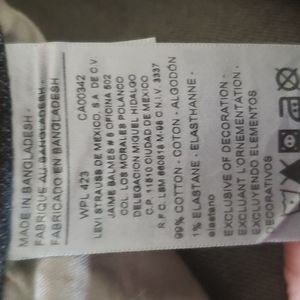 MADE IN BANGLADESH -
FABRIQUÉ AU BANGLADESH -
FABRICADO EN BANGLADESH
WPL 423 CA00342
LEVI STRAUSS DE MEXICO, S.A. DE C.V.
JAIME BALMES # 8 OFICINA 502
COL. LOS MORALES POLANCO
DELEGACION MIGUEL HIDALGO
C.P. 11510 CIUDAD DE MEXICO
R.F.C. LSM 860818 M-98 C.N.I.V. 3337
99% COTTON - COTON - ALGODÓN
1% ELASTANE - ELASTHANNE -
elastano
EXCLUSIVE OF DECORATION -
EXCLUANT L'ORNEMENTATION -
EXCLUYENDO ELEMENTOS
DECORATIVOS